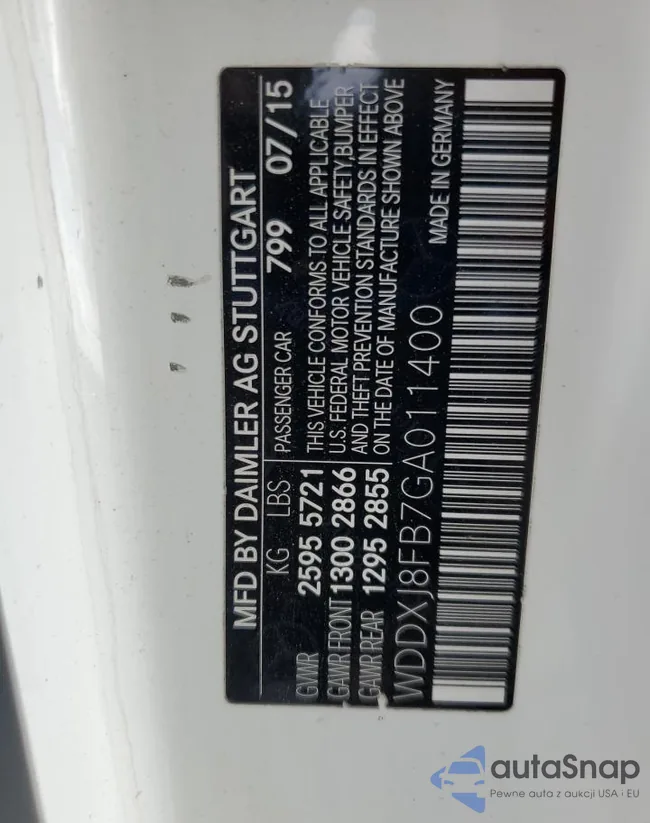 MFD BY DAIMLER AG STUTTGART
KG LBS PASSENGER CAR 799 07/15
GVWR 2595 5721 THIS VEHICLE CONFORMS TO ALL APPLICABLE
GAWR FRONT 1300 2866 U.S. FEDERAL MOTOR VEHICLE SAFETY,BUMPER
GAWR REAR 1295 2855 AND THEFT PREVENTION STANDARDS IN EFFECT
ON THE DATE OF MANUFACTURE SHOWN ABOVE
WDDXJ8FB7GA011400 MADE IN GERMANY
autaSnap
Pewne auta z aukcji USA i EU